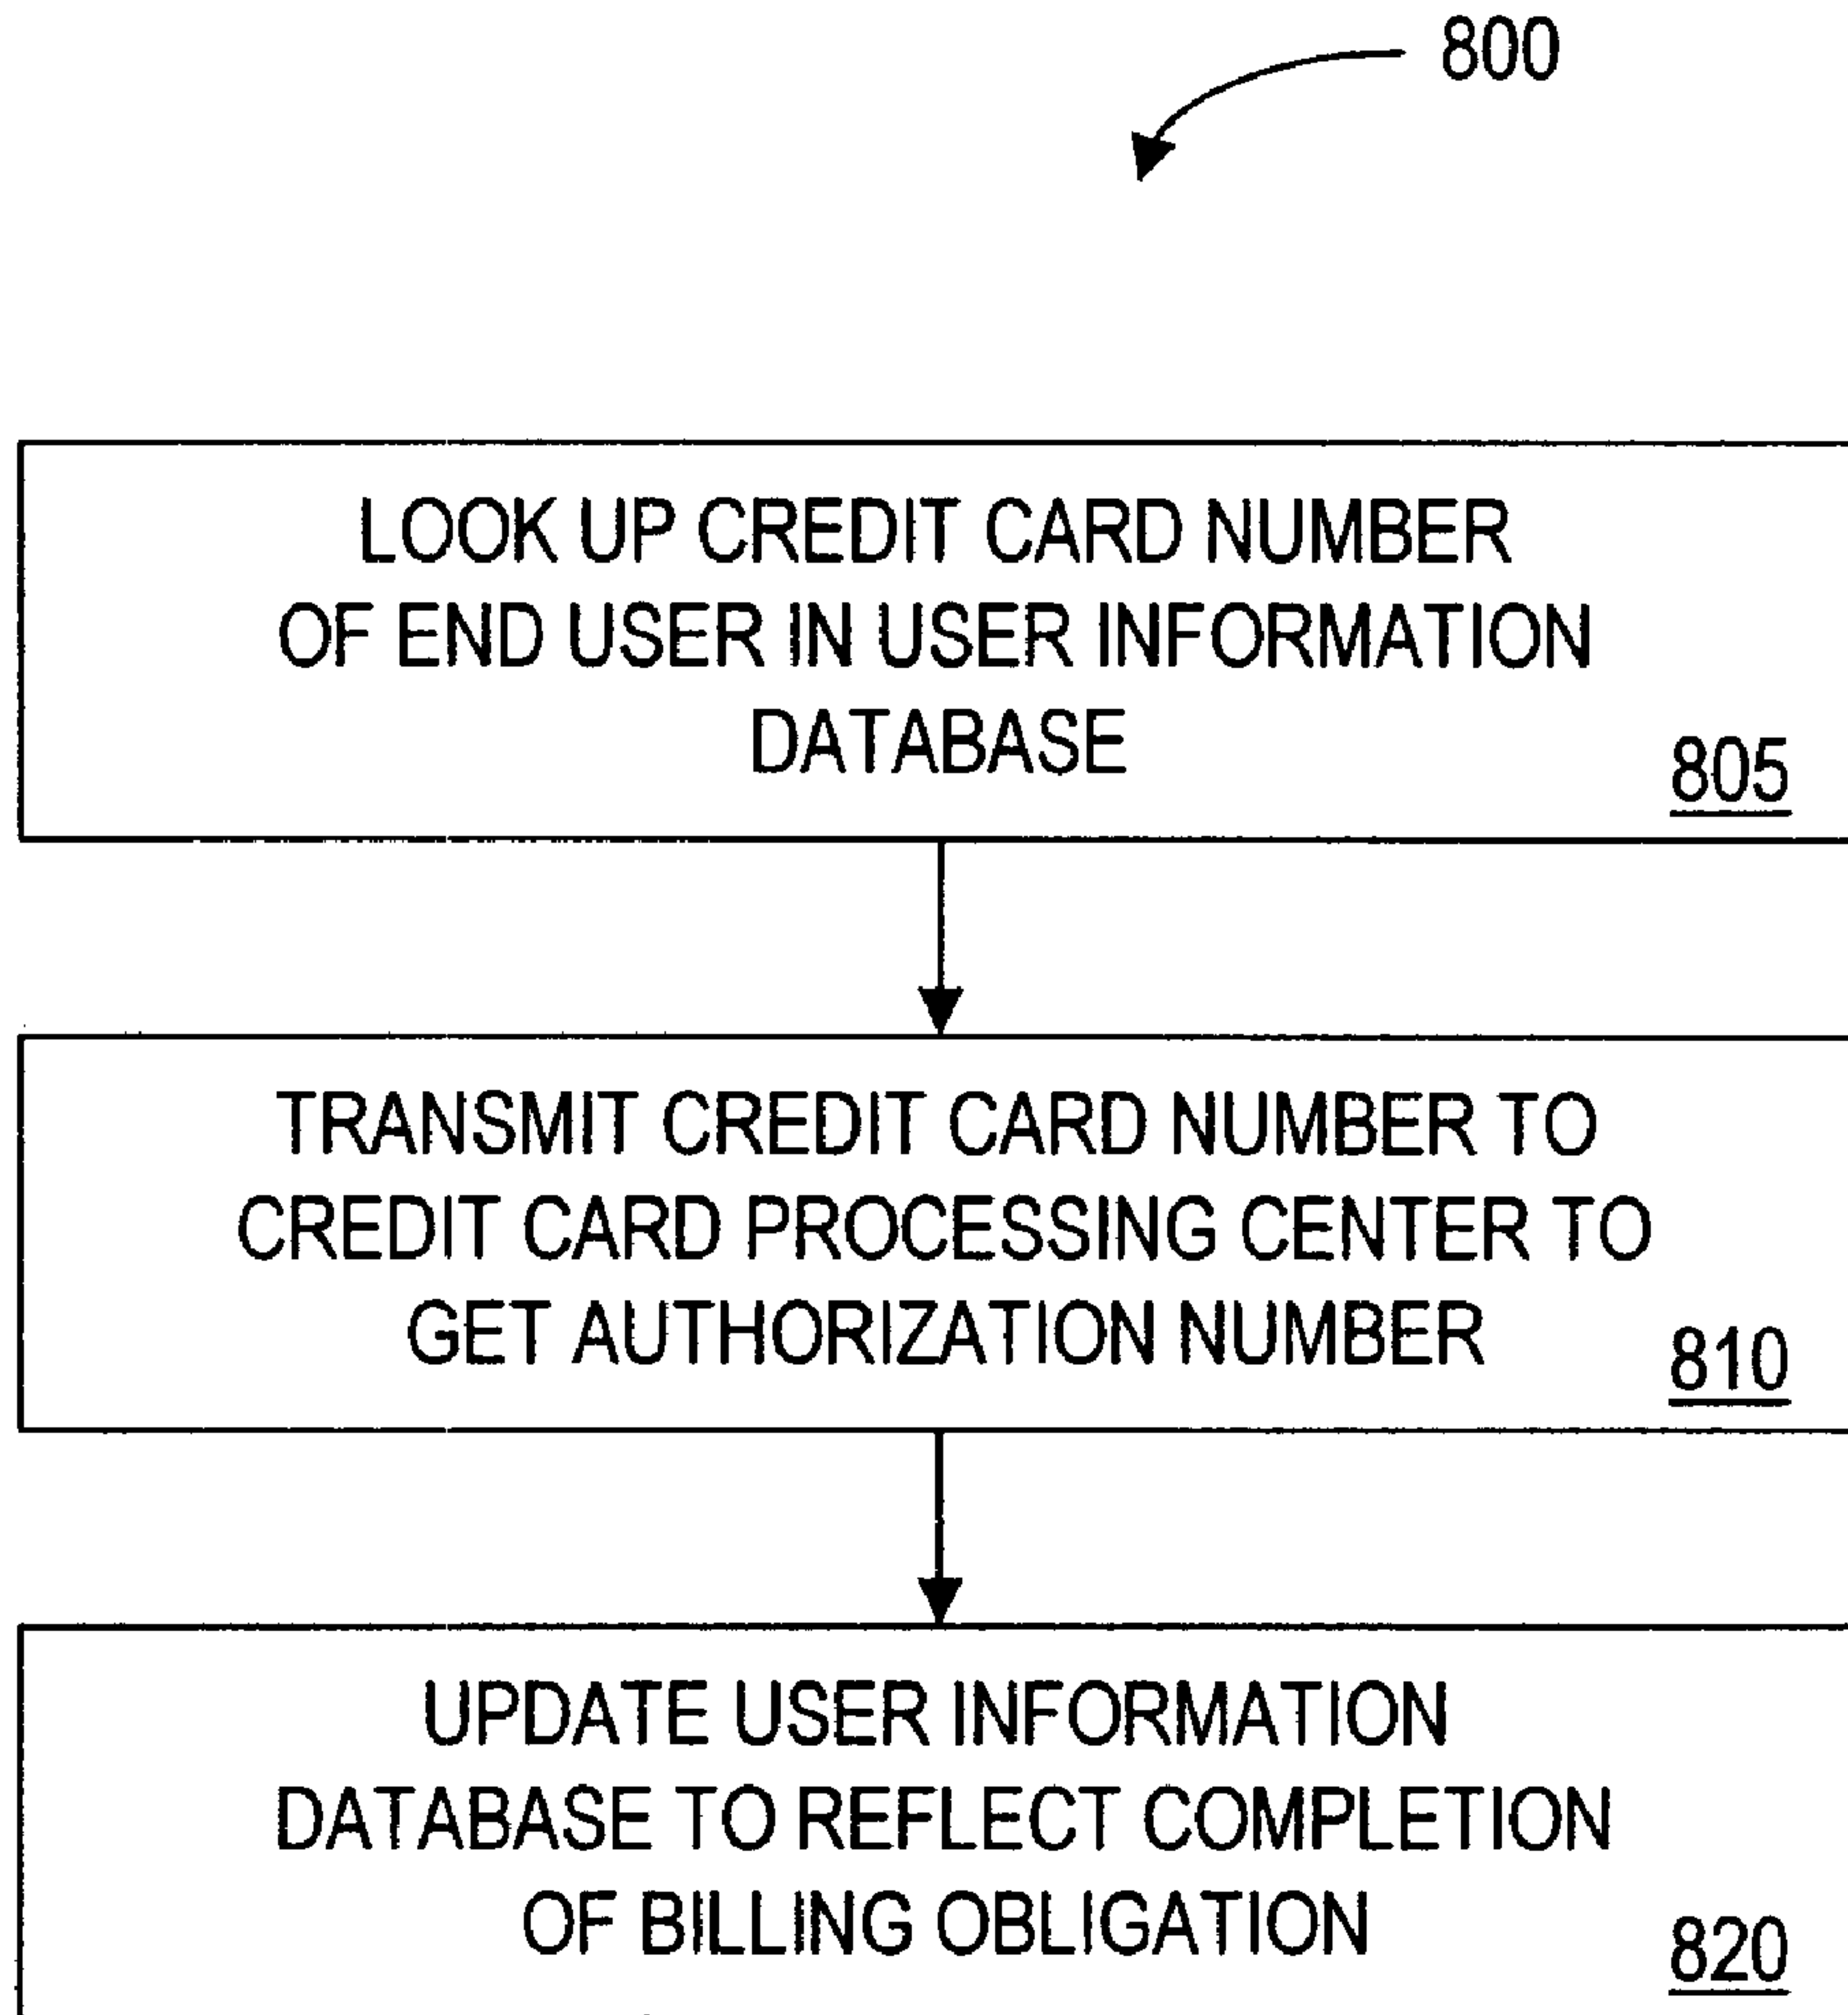 800
LOOK UP CREDIT CARD NUMBER
OF END USER IN USER INFORMATION
DATABASE
805
TRANSMIT CREDIT CARD NUMBER TO
CREDIT CARD PROCESSING CENTER TO
GET AUTHORIZATION NUMBER
810
UPDATE USER INFORMATION
DATABASE TO REFLECT COMPLETION
OF BILLING OBLIGATION
820